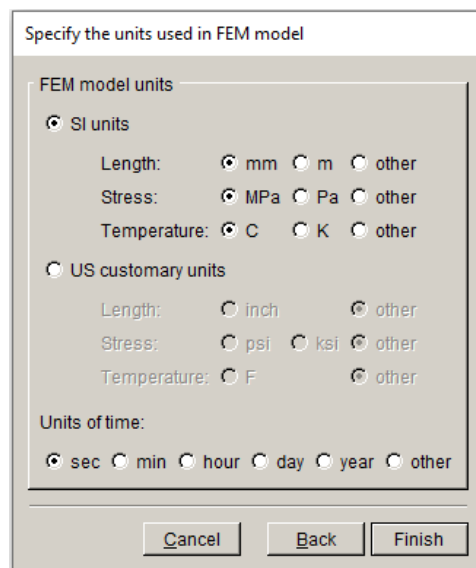 Specify the units used in FEM model
FEM model units
SI units
Length: mm m other
Stress: MPa Pa other
Temperature: C K other
US customary units
Length: inch other
Stress: psi ksi other
Temperature: F other
Units of time:
sec min hour day year other
Cancel Back Finish